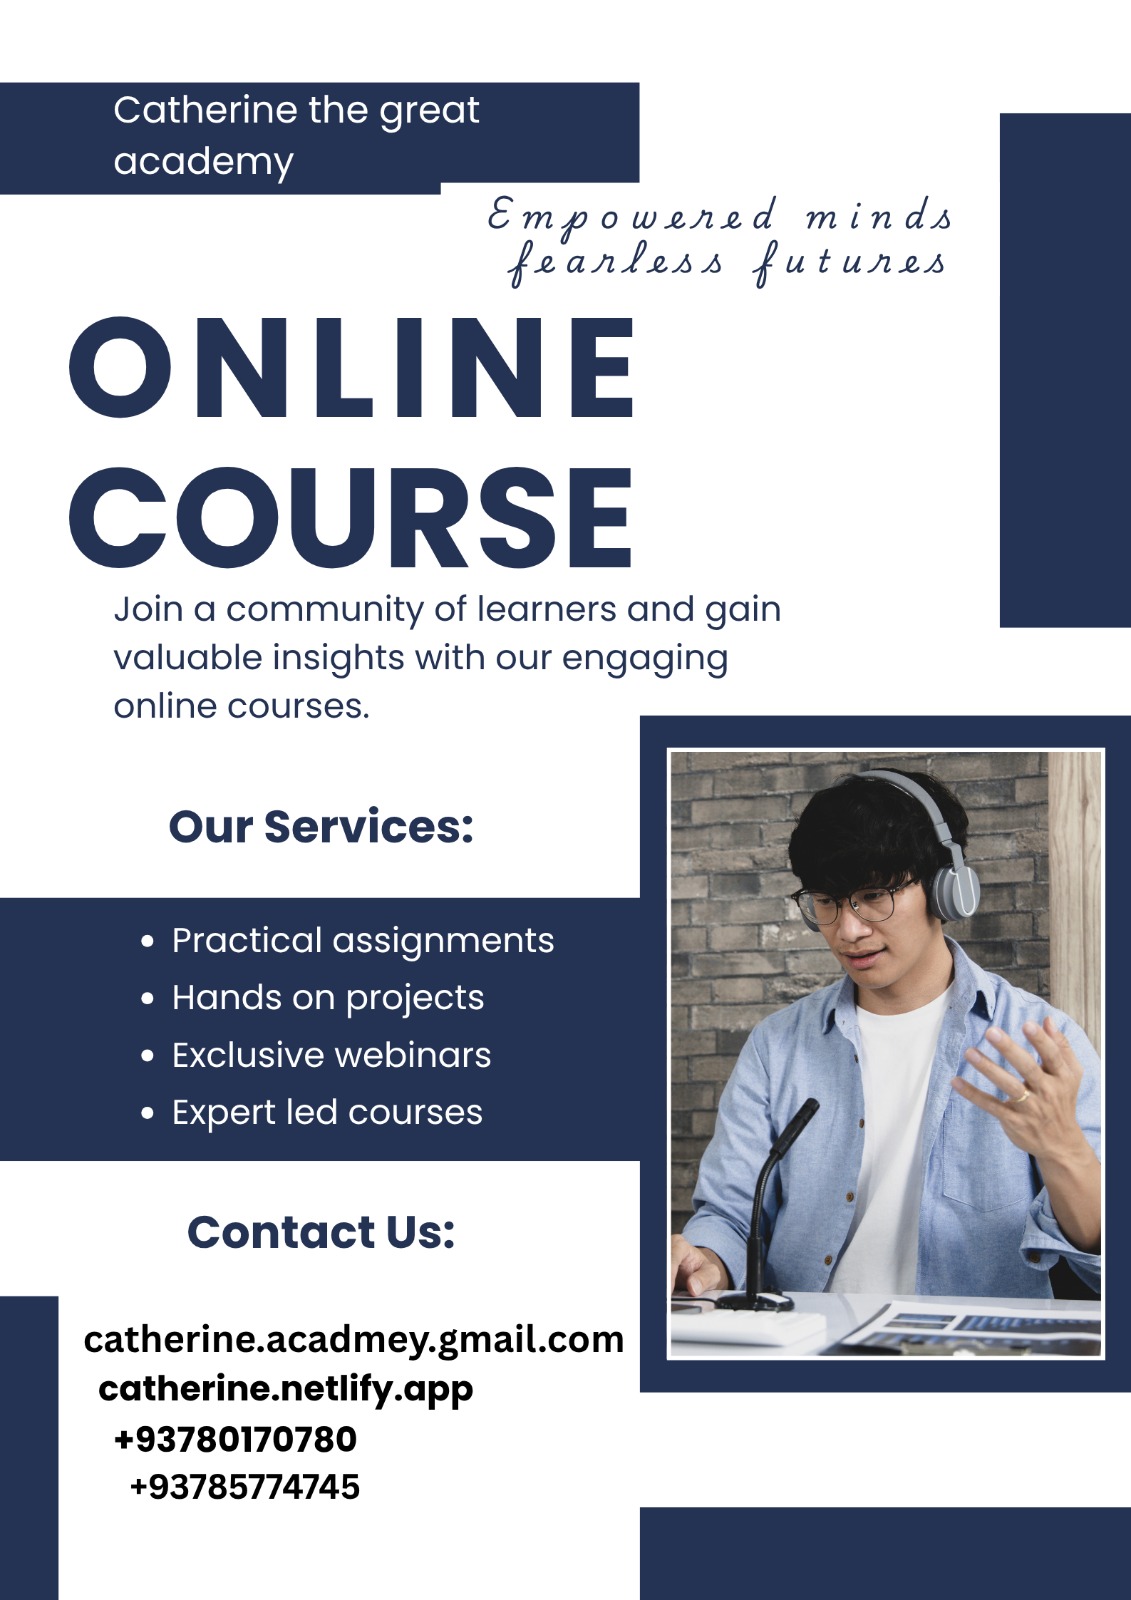 Catherine the great
academy
Empowered minds
fearless futures
ONLINE
COURSE
Join a community of learners and gain
valuable insights with our engaging
online courses.
Our Services:
• Practical assignments
• Hands on projects
• Exclusive webinars
• Expert led courses
Contact Us:
catherine.acadmey.gmail.com
catherine.netlify.app
+93780170780
+93785774745